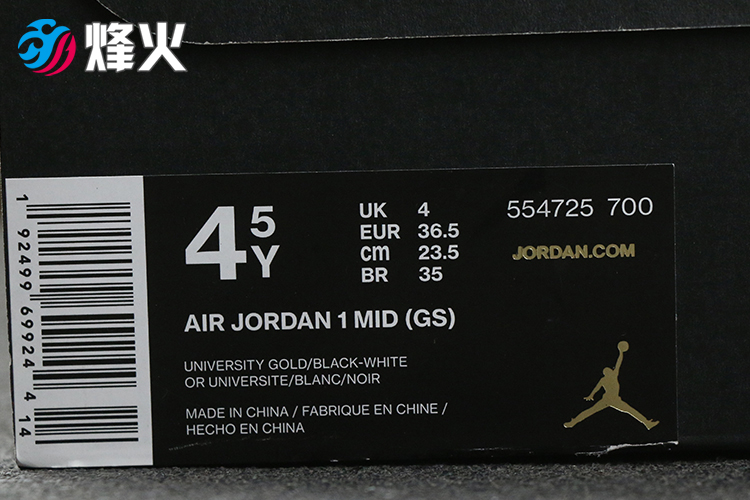 烽火
4 5Y
UK 4
EUR 36.5
cm 23.5
BR 35
554725 700
JORDAN.COM
AIR JORDAN 1 MID (GS)
UNIVERSITY GOLD/BLACK-WHITE
OR UNIVERSITE/BLANC/NOIR
MADE IN CHINA / FABRIQUE EN CHINE /
HECHO EN CHINA
1 92499 69924 4 14